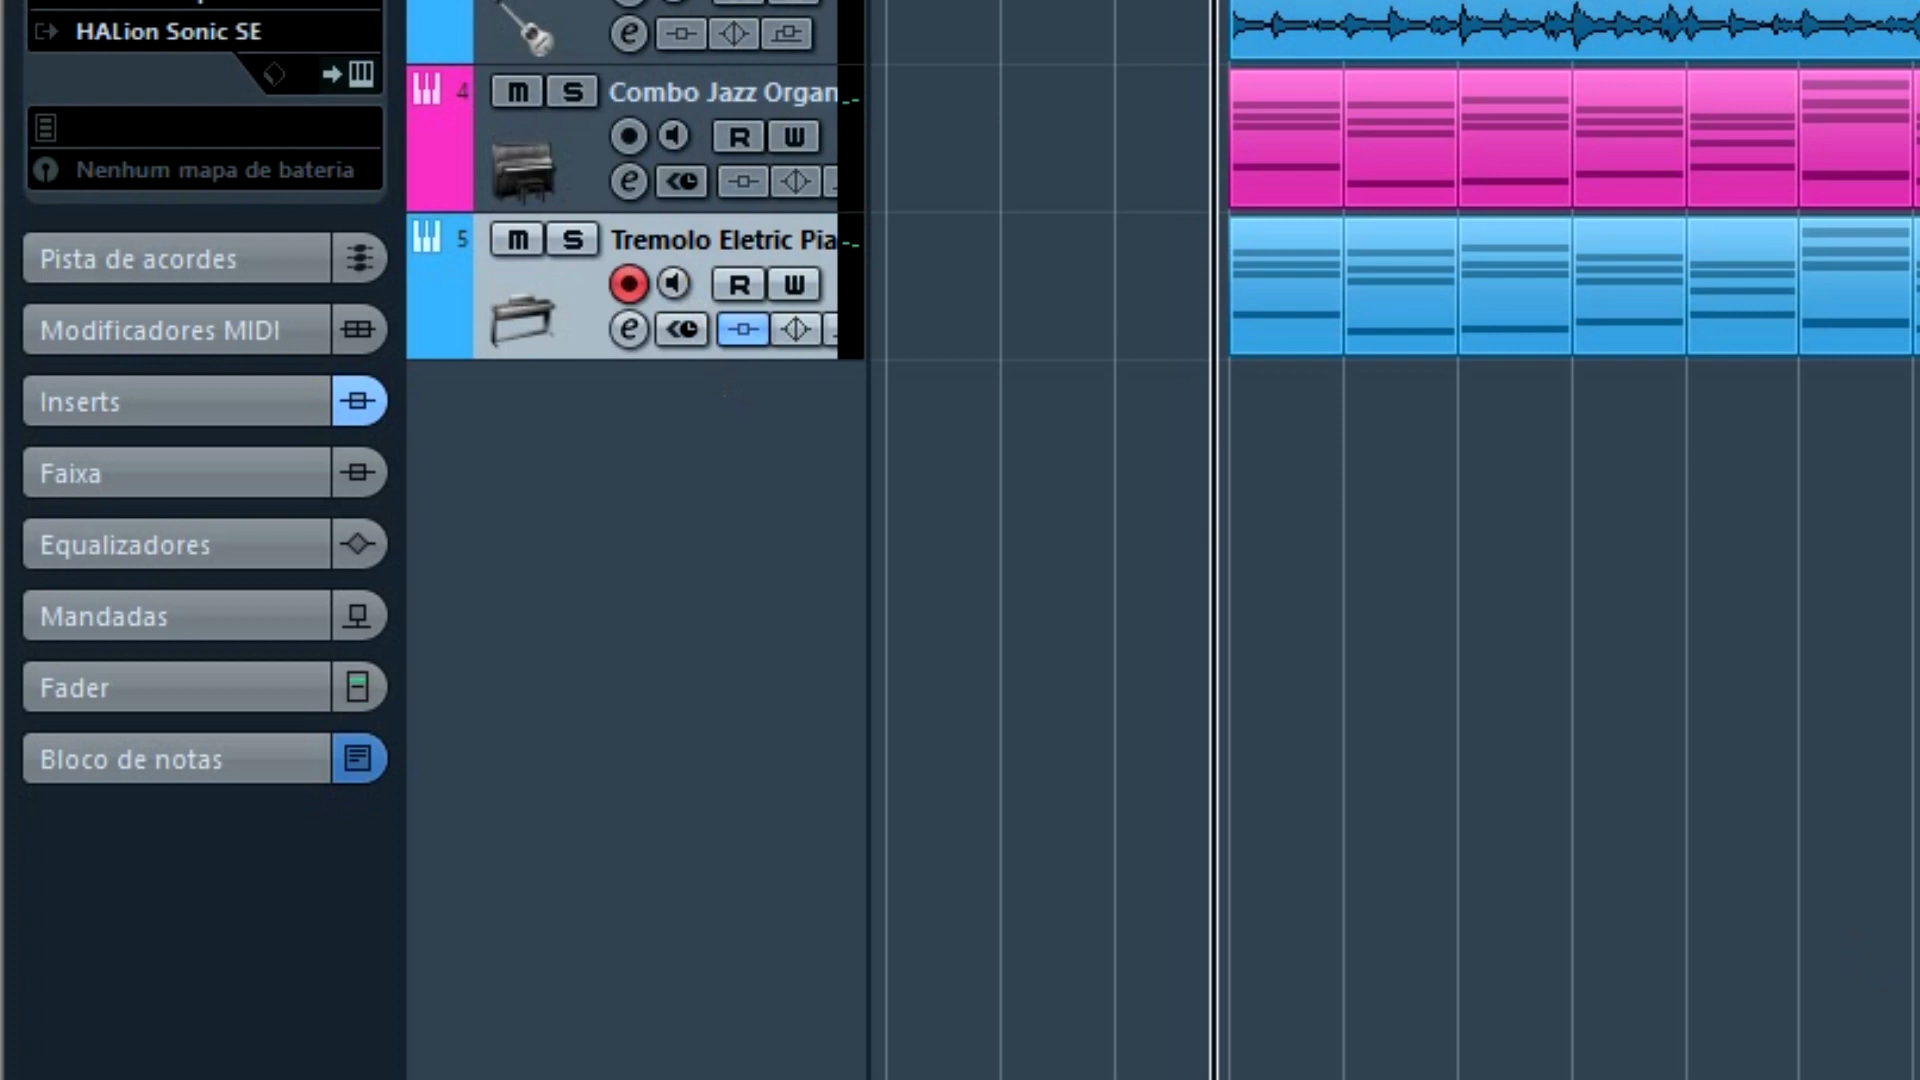 HALion Sonic SE
Nenhum mapa de bateria
Pista de acordes
Modificadores MIDI
Inserts
Faixa
Equalizadores
Mandadas
Fader
Bloco de notas
e
4 m S Combo Jazz Organ
R W
e
5 m S Tremolo Eletric Pia
R W
e